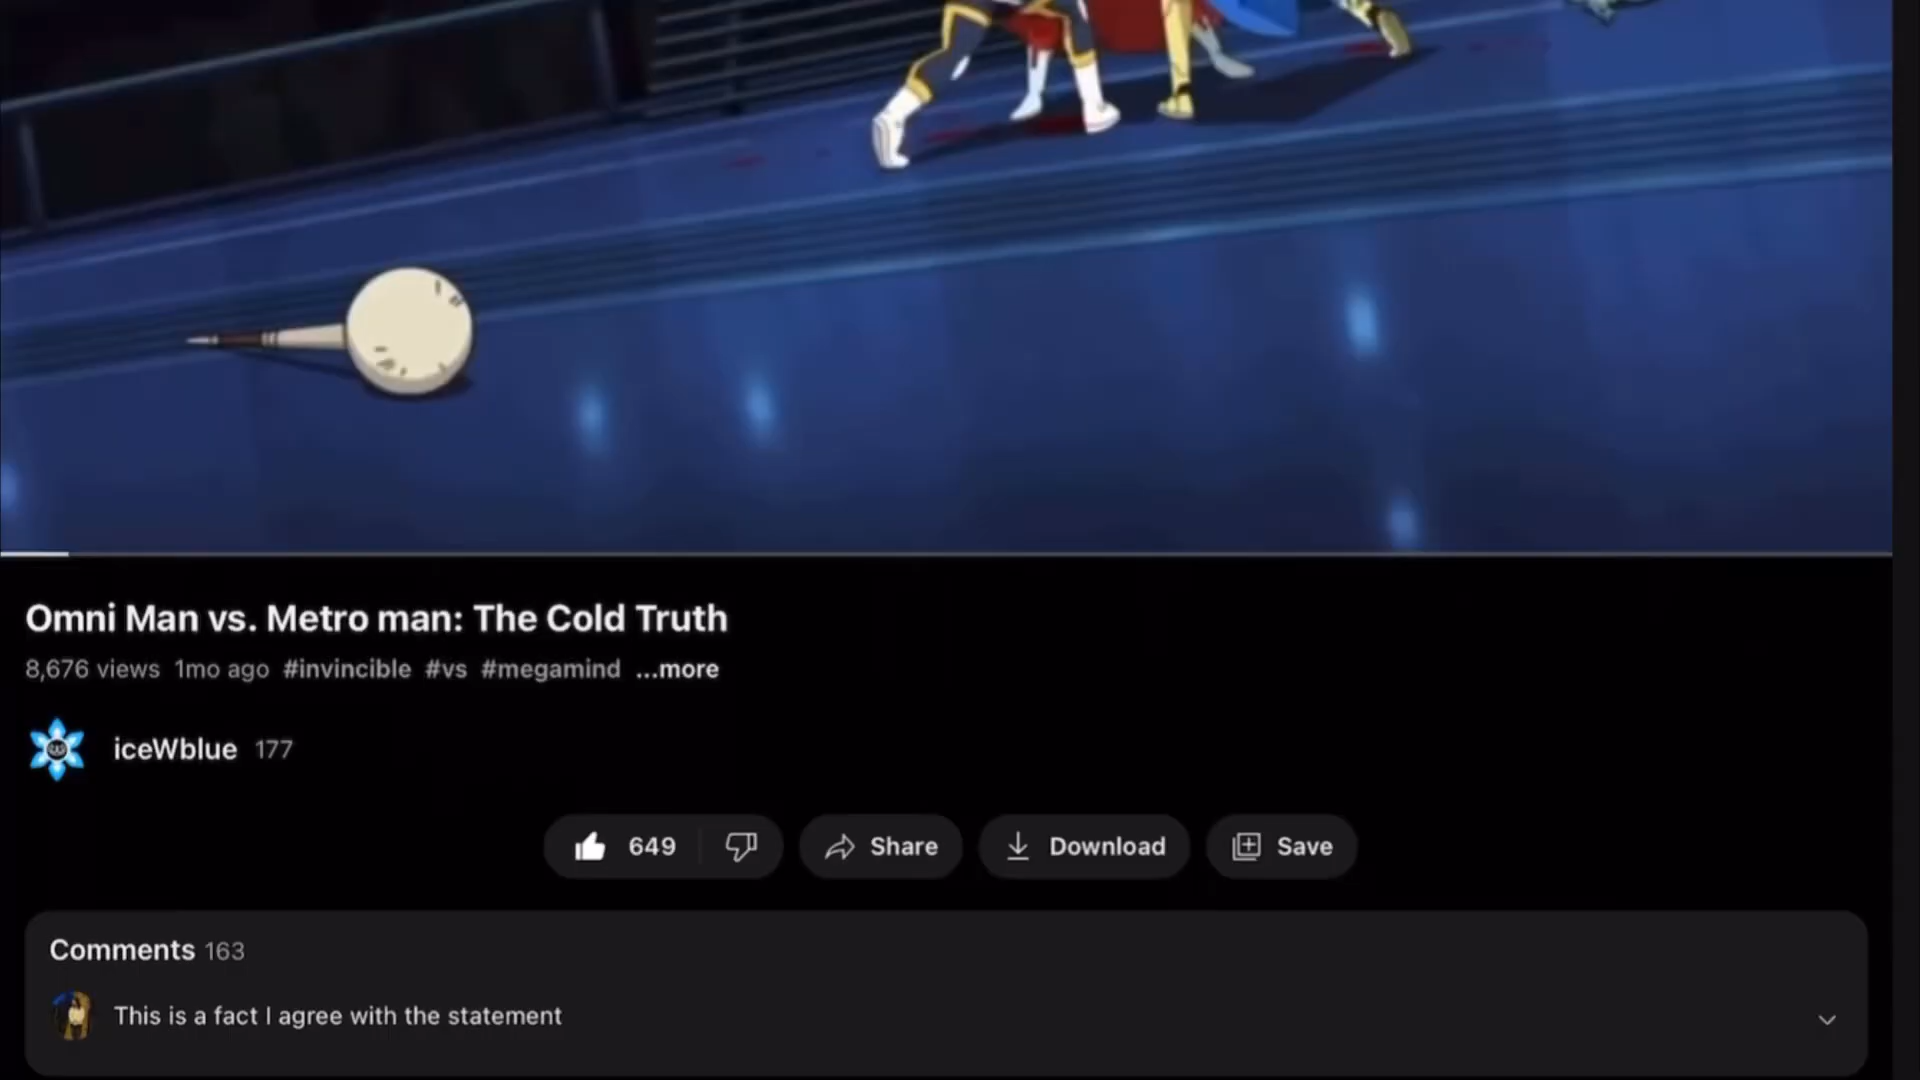 Omni Man vs. Metro man: The Cold Truth
8,676 views 1mo ago #invincible #vs #megamind ...more
iceWblue 177
649 Share Download Save
Comments 163
This is a fact I agree with the statement